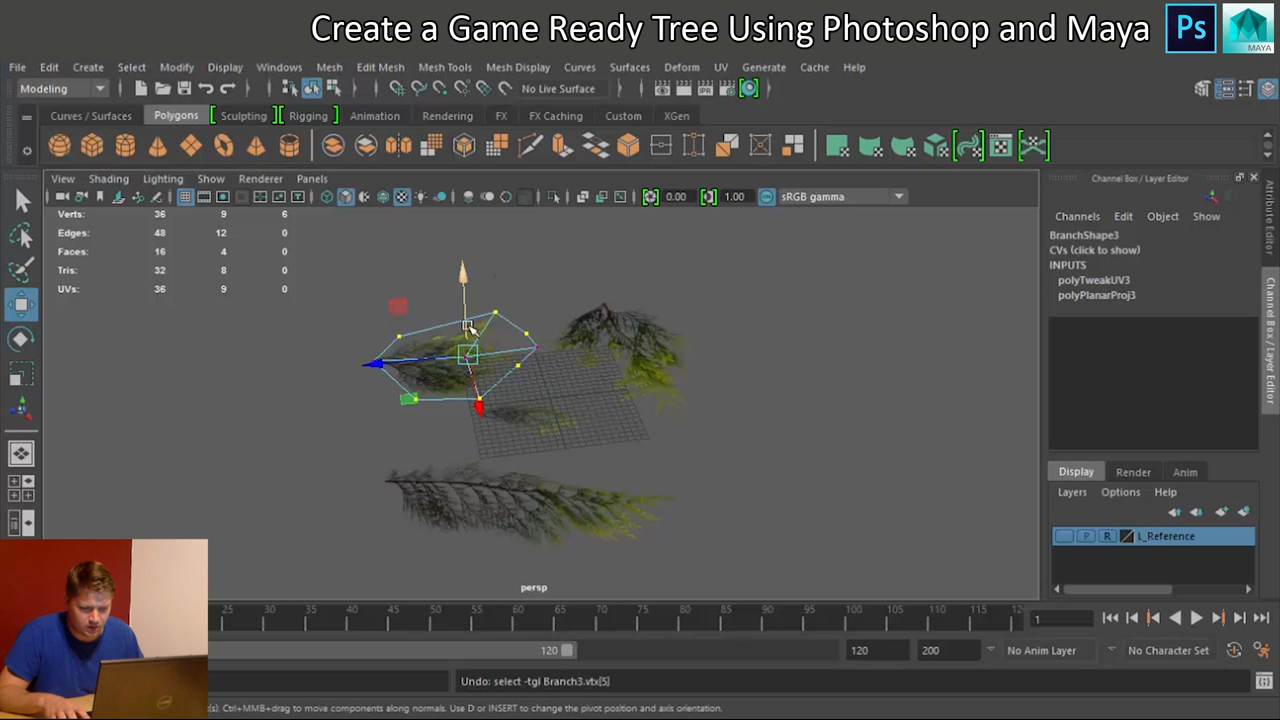 Create a Game Ready Tree Using Photoshop and Maya
Ps
MAYA
File Edit Create Select Modify Display Windows Mesh Edit Mesh Mesh Tools Mesh Display Curves Surfaces Deform UV Generate Cache Help
Modeling
No Live Surface
Curves / Surfaces Polygons Sculpting Rigging Animation Rendering FX FX Caching Custom XGen
View Shading Lighting Show Renderer Panels
Channel Box / Layer Editor
0.00 1.00 sRGB gamma
Verts: 36 9 6
Edges: 48 12 0
Faces: 16 4 0
Tris: 32 8 0
UVs: 36 9 0
Channels Edit Object Show
BranchShape3
CVs (click to show)
INPUTS
polyTweakUV3
polyPlanarProj3
Attribute Editor
Channel Box / Layer Editor
persp
Display Render Anim
Layers Options Help
P R L_Reference
25 30 35 40 45 50 55 60 65 70 75 80 85 90 95 100 105 110 115 12
1
120 120 200 No Anim Layer No Character Set
Undo: select -tgl Branch3.vtx[5]
(s). Ctrl+MMB+drag to move components along normals. Use D or INSERT to change the pivot position and axis orientation.